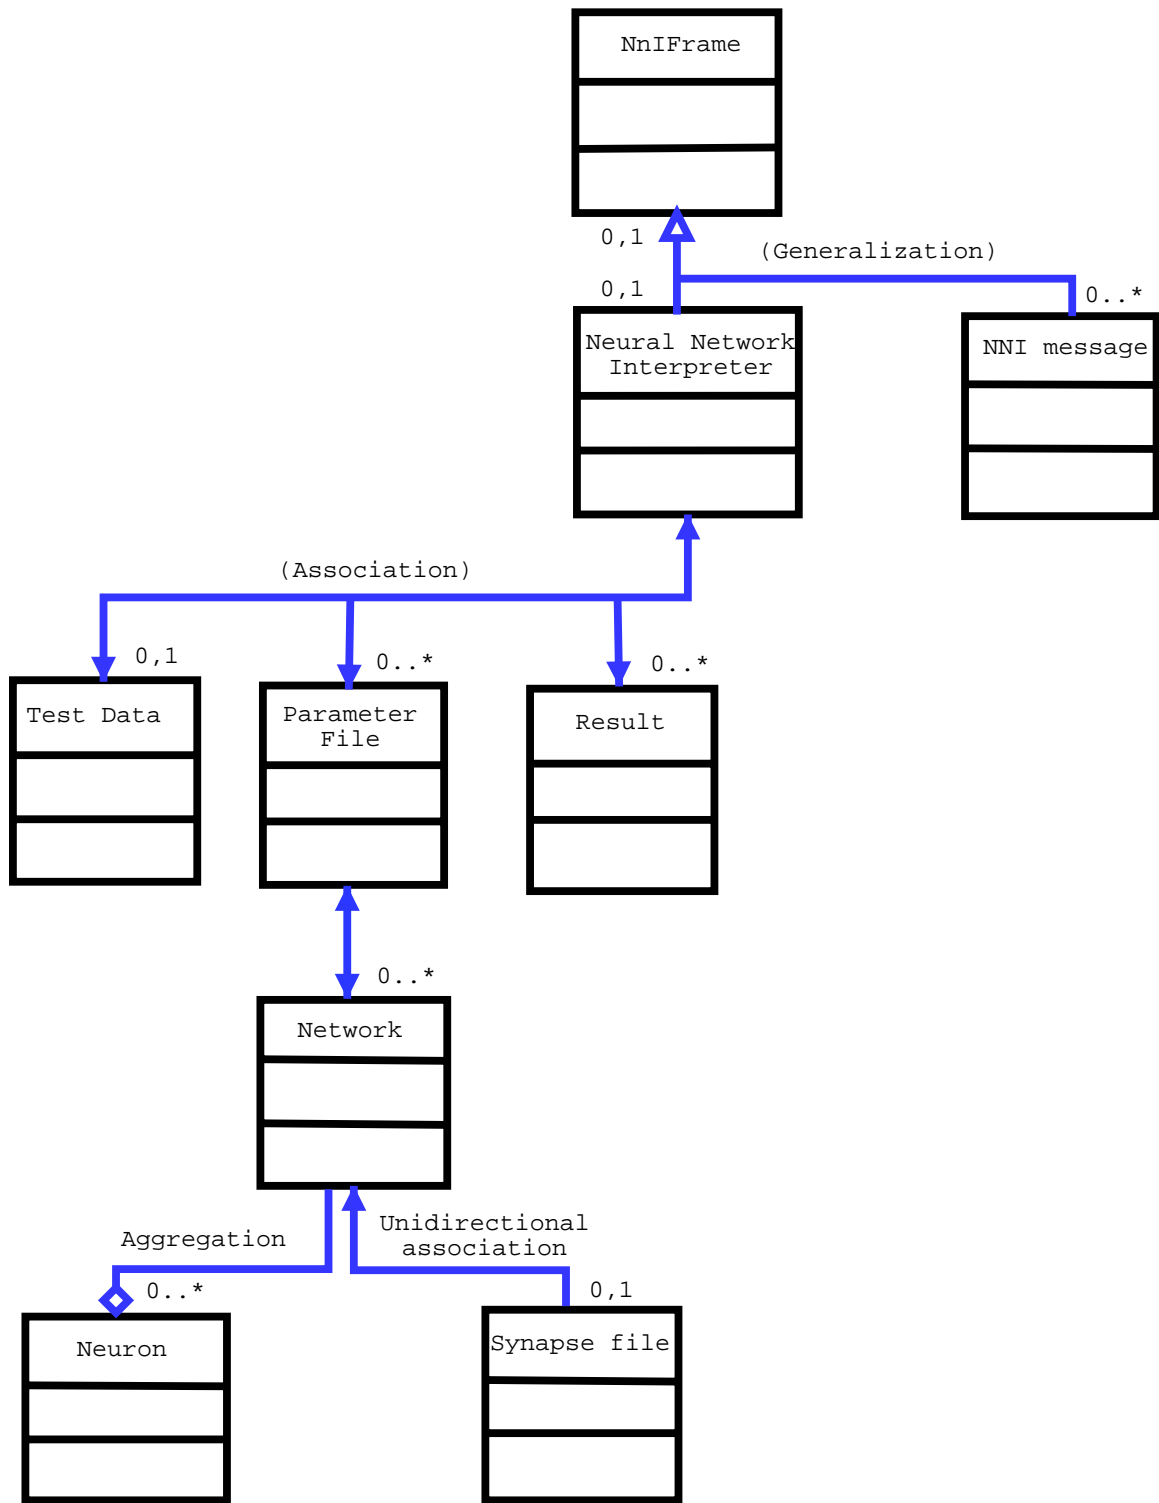 NnIFrame
0,1
(Generalization)
0,1
0..*
Neural Network
Interpreter
NNI message
(Association)
0,1
0..*
0..*
Test Data
Parameter
File
Result
0..*
Network
Aggregation
Unidirectional
association
0..*
0,1
Neuron
Synapse file